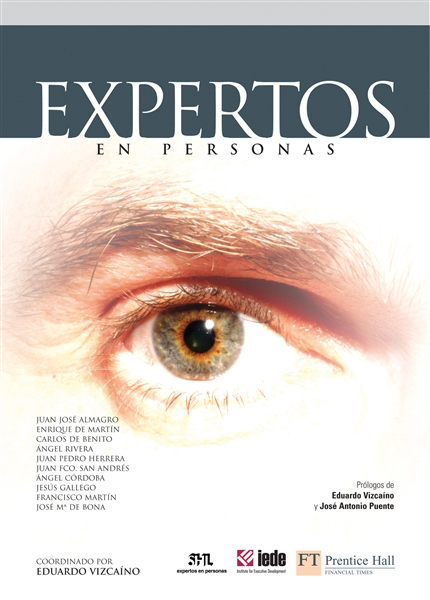 EXPERTOS
EN PERSONAS
JUAN JOSÉ ALMAGRO
ENRIQUE DE MARTÍN
CARLOS DE BENITO
ÁNGEL RIVERA
JUAN PEDRO HERRERA
JUAN FCO. SAN ANDRÉS
ÁNGEL CÓRDOBA
JESÚS GALLEGO
FRANCISCO MARTÍN
JOSÉ Mª DE BONA
Prólogos de
Eduardo Vizcaíno
y José Antonio Puente
COORDINADO POR
EDUARDO VIZCAÍNO
expertos en personas
iede
Institute for Executive Development
FT Prentice Hall
FINANCIAL TIMES